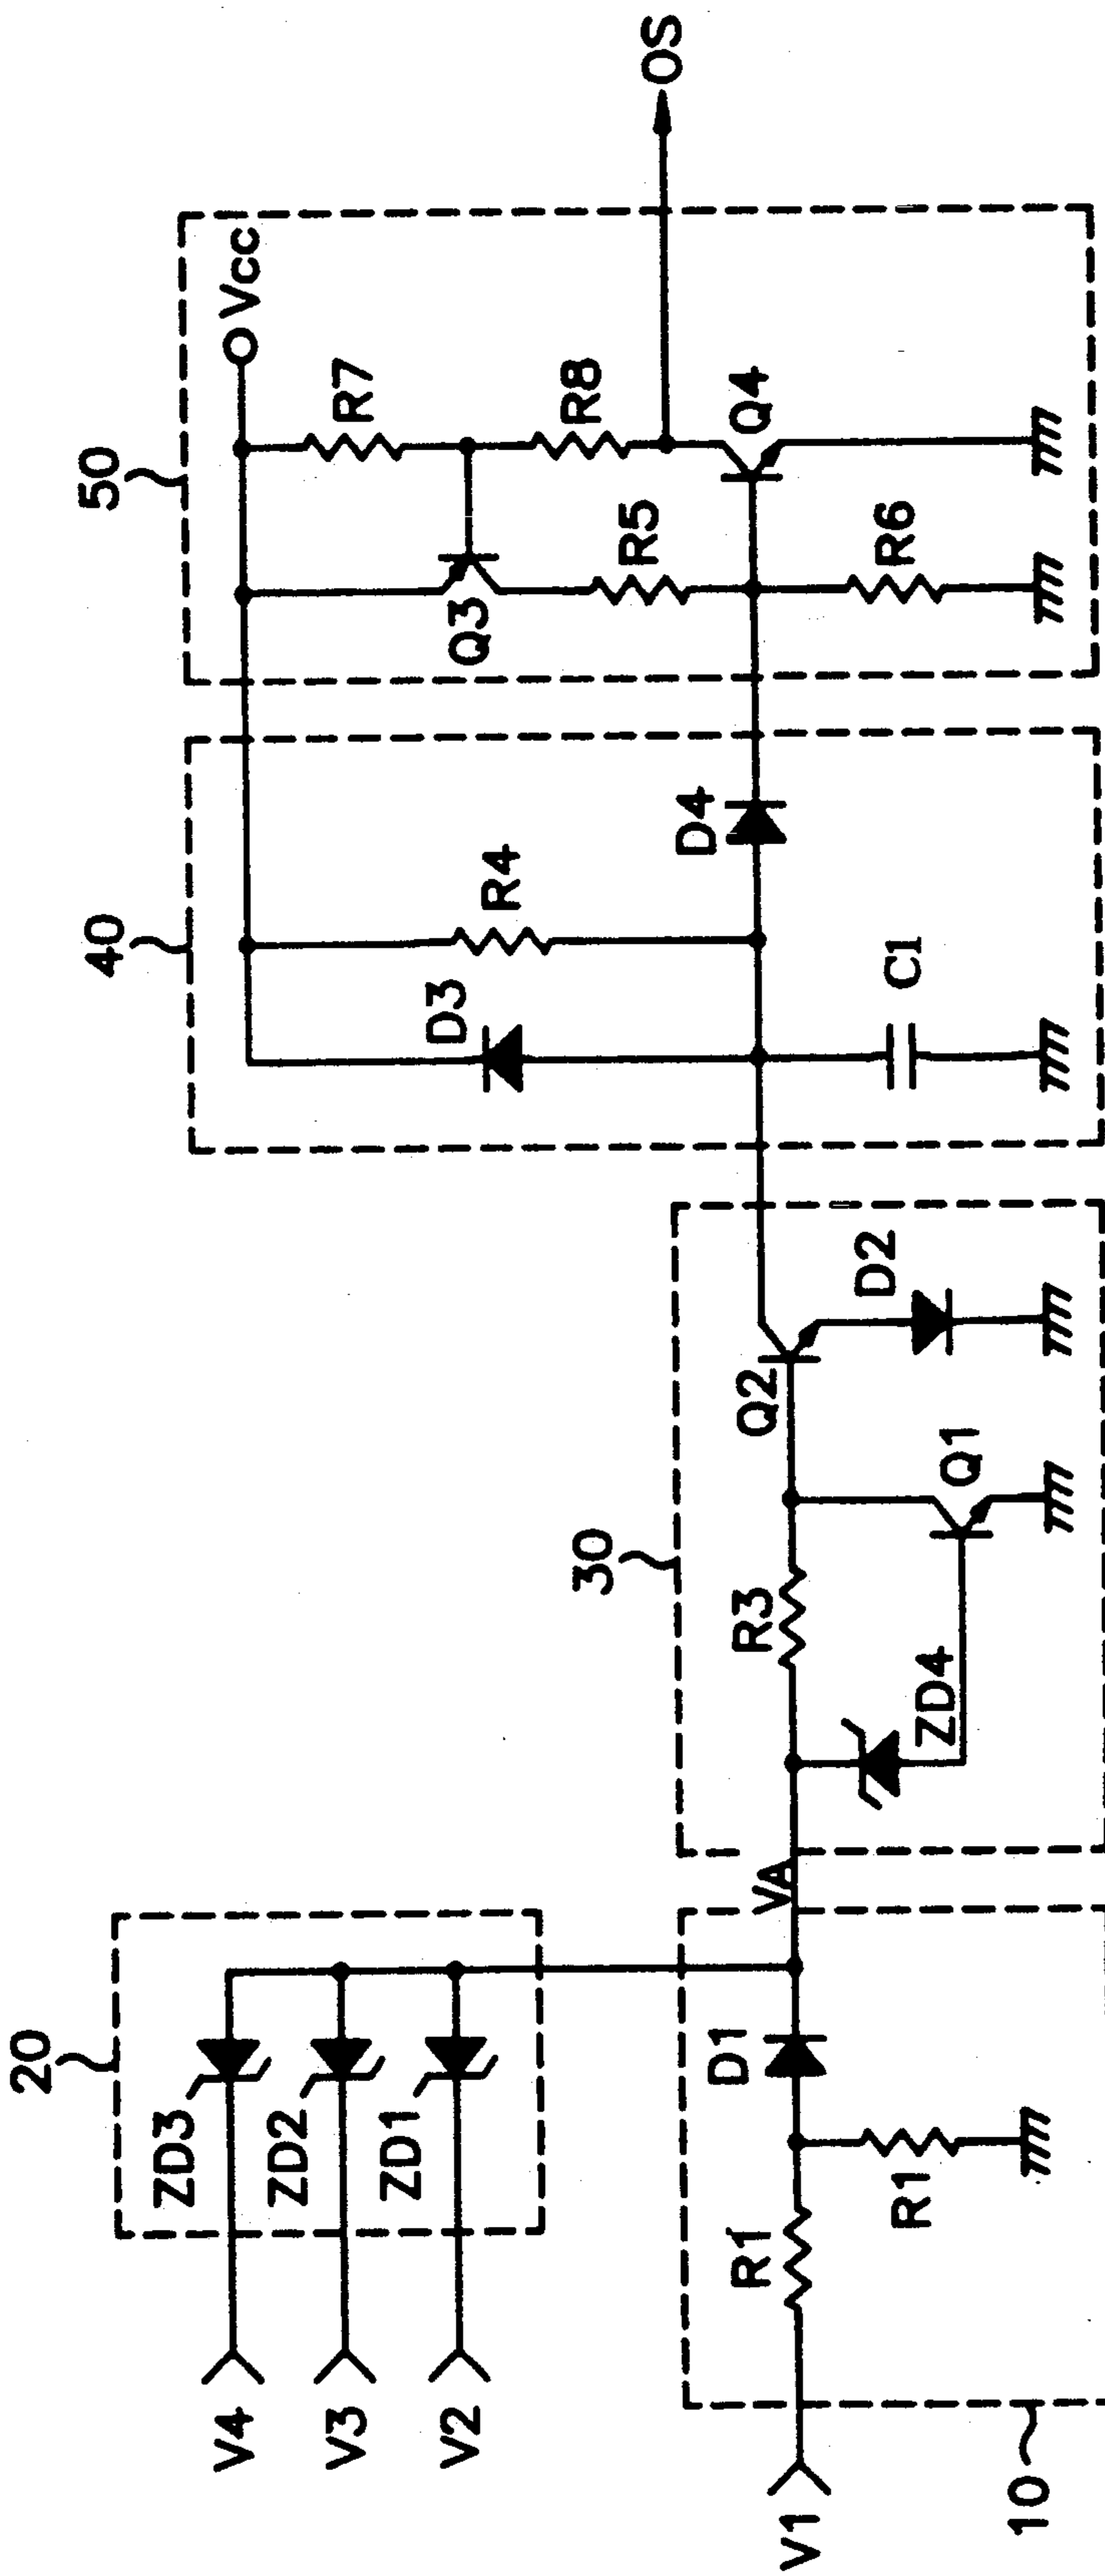 50
Vcc
R7
OS
Q3
R8
R5
Q4
R6
40
D3
R4
D4
C1
30
R3
Q2
D2
ZD4
Q1
20
V4
ZD3
V3
ZD2
V2
ZD1
VA
V1
R1
D1
R1
10